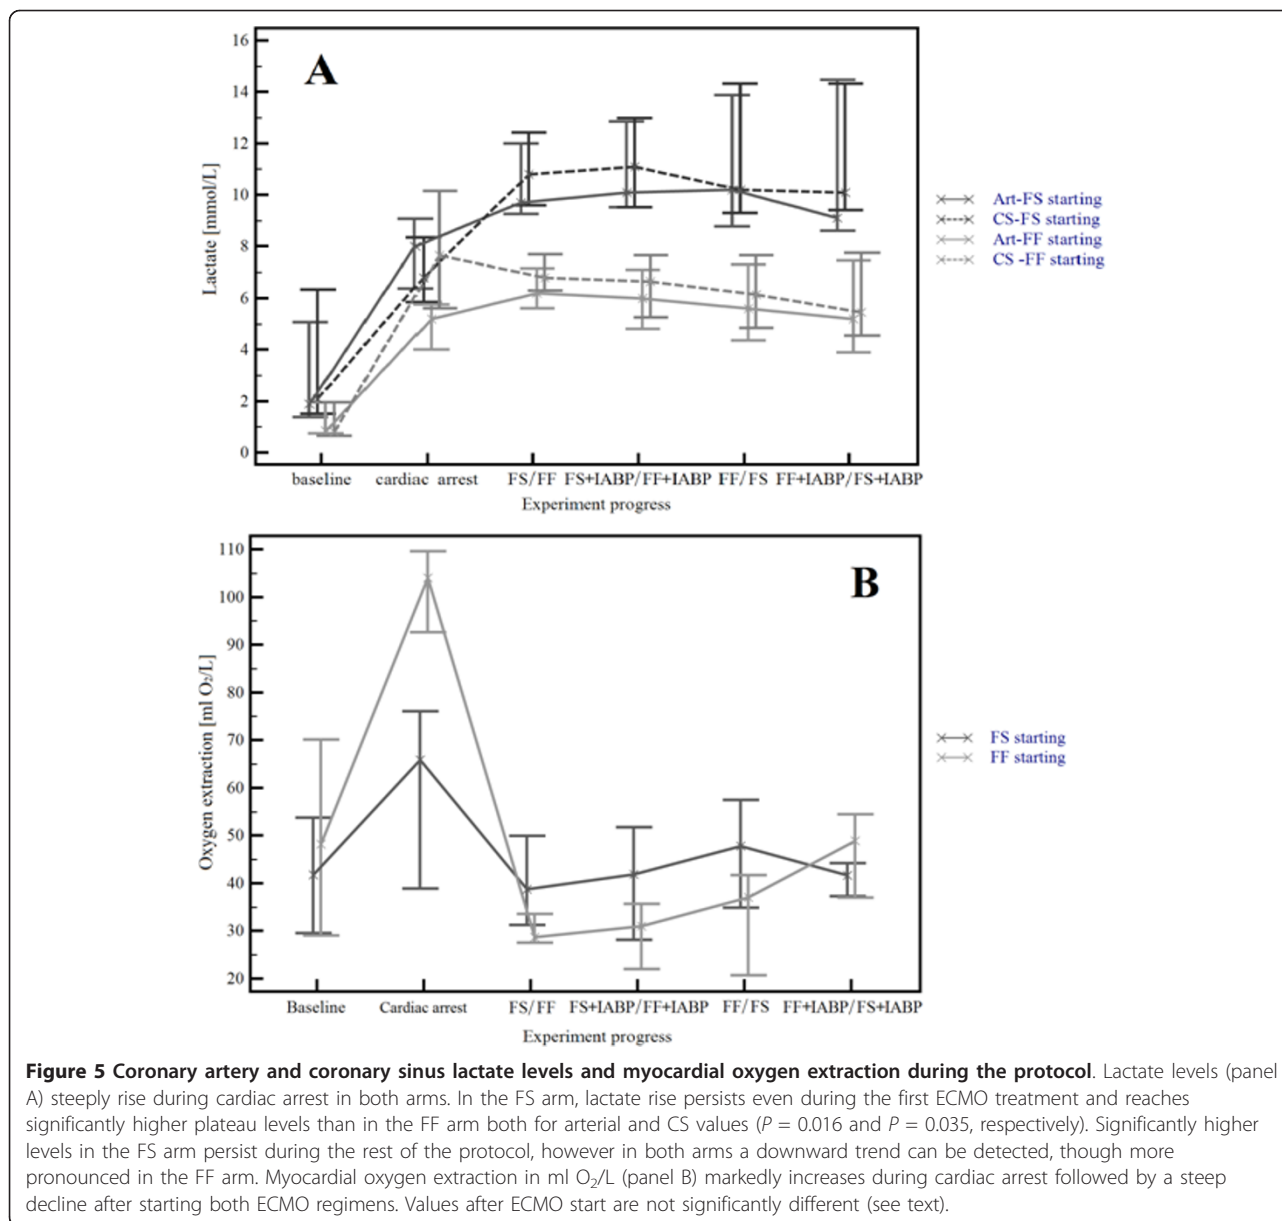 A
16
14
12
10
8
6
4
2
0
Lactate [mmol/L]
baseline cardiac arrest FS/FF FS+IABP/FF+IABP FF/FS FF+IABP/FS+IABP
Experiment progress
Art-FS starting
CS-FS starting
Art-FF starting
CS -FF starting
B
110
100
90
80
70
60
50
40
30
20
Oxygen extraction [ml O₂/L]
Baseline Cardiac arrest FS/FF FS+IABP/FF+IABP FF/FS FF+IABP/FS+IABP
Experiment progress
FS starting
FF starting
Figure 5 Coronary artery and coronary sinus lactate levels and myocardial oxygen extraction during the protocol. Lactate levels (panel
A) steeply rise during cardiac arrest in both arms. In the FS arm, lactate rise persists even during the first ECMO treatment and reaches
significantly higher plateau levels than in the FF arm both for arterial and CS values (P = 0.016 and P = 0.035, respectively). Significantly higher
levels in the FS arm persist during the rest of the protocol, however in both arms a downward trend can be detected, though more
pronounced in the FF arm. Myocardial oxygen extraction in ml O₂/L (panel B) markedly increases during cardiac arrest followed by a steep
decline after starting both ECMO regimens. Values after ECMO start are not significantly different (see text).